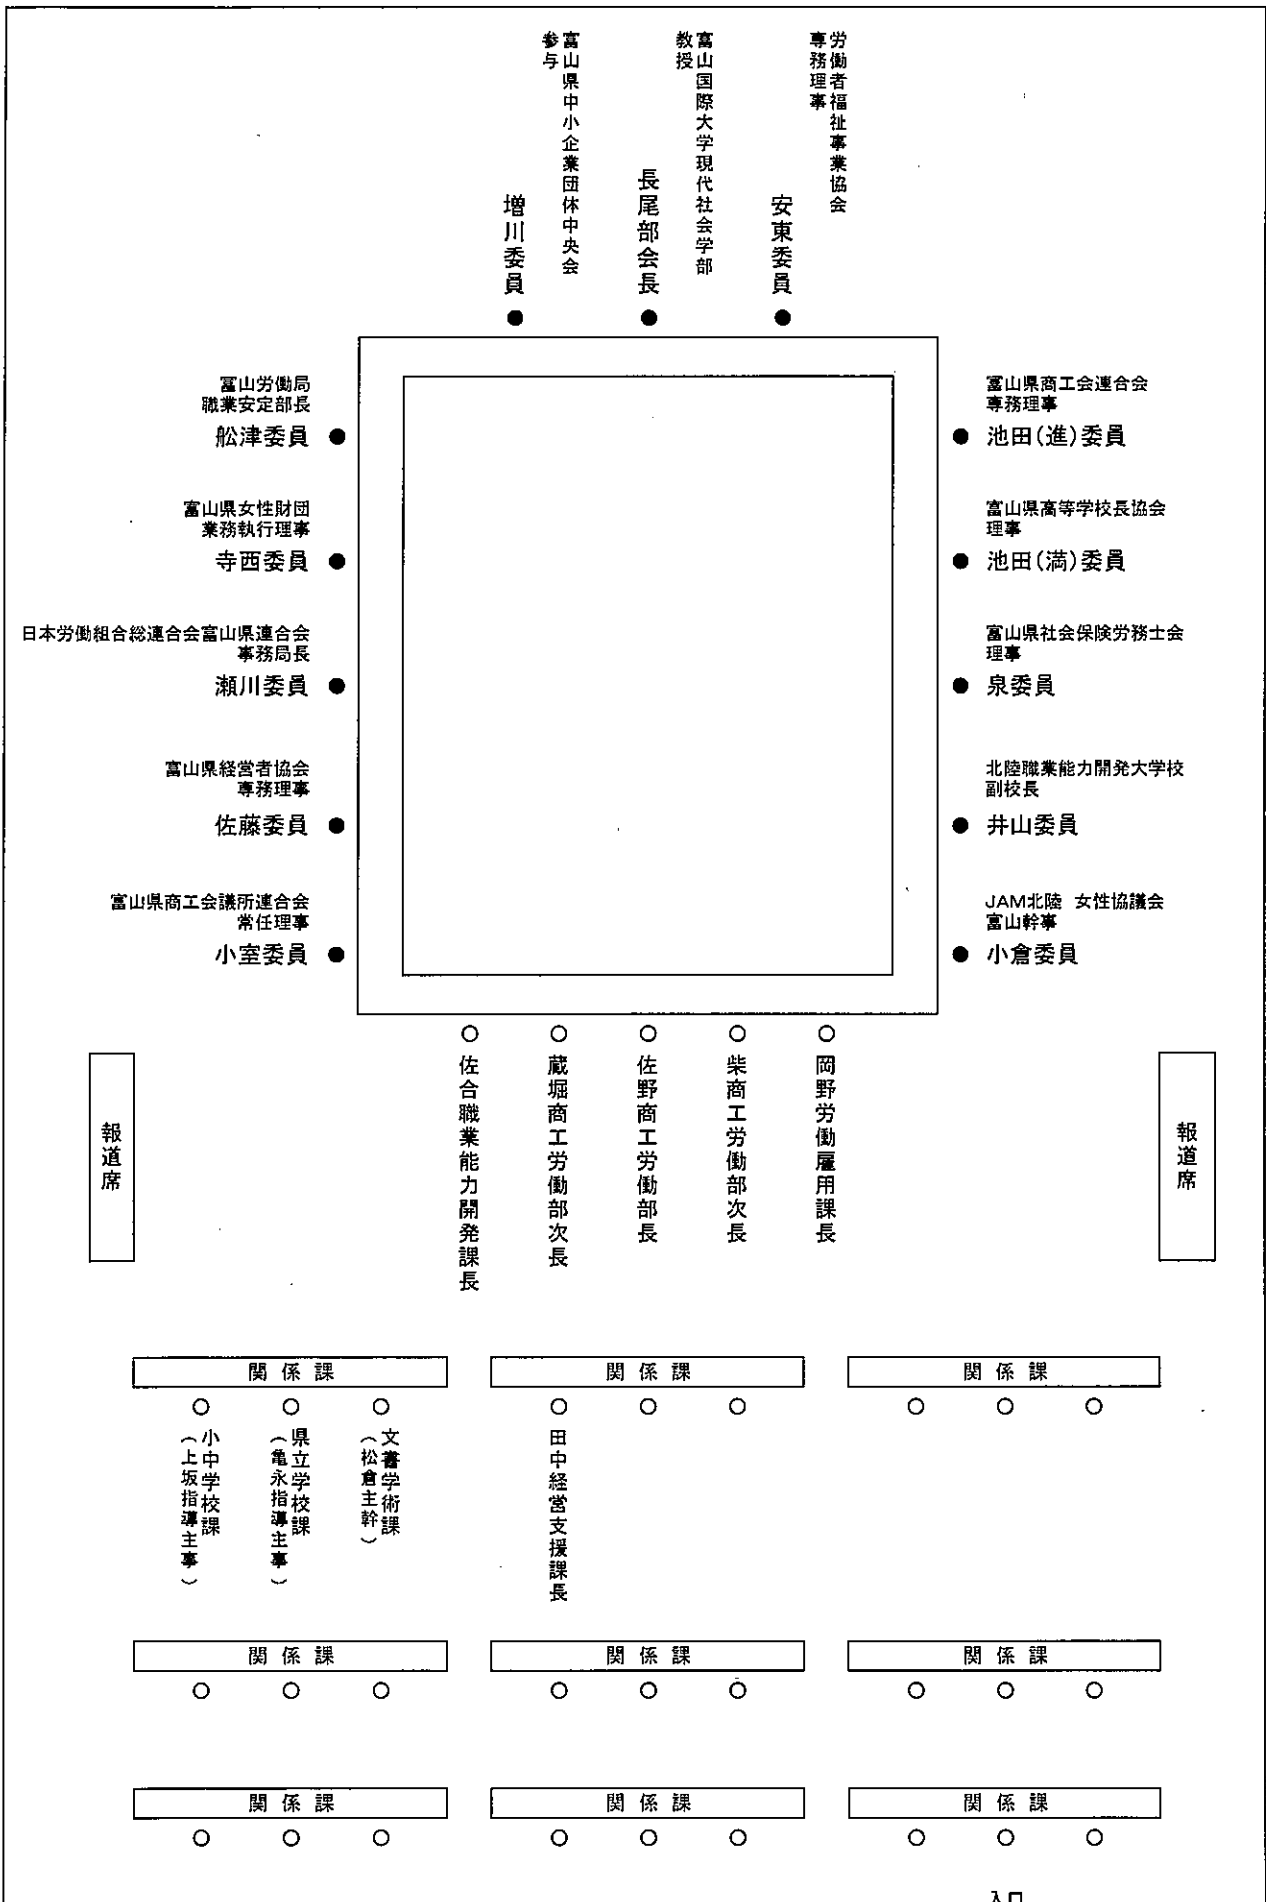 労働者福祉事業協会
専務理事
安東委員
富山国際大学現代社会学部
教授
長尾部会長
富山県中小企業団体中央会
参与
増川委員
富山労働局
職業安定部長
舩津委員
富山県女性財団
業務執行理事
寺西委員
日本労働組合総連合会富山県連合会
事務局長
瀬川委員
富山県経営者協会
専務理事
佐藤委員
富山県商工会議所連合会
常任理事
小室委員
富山県商工会連合会
専務理事
池田(進)委員
富山県高等学校長協会
理事
池田(満)委員
富山県社会保険労務士会
理事
泉委員
北陸職業能力開発大学校
副校長
井山委員
JAM北陸 女性協議会
富山幹事
小倉委員
岡野労働雇用課長
柴商工労働部次長
佐野商工労働部長
蔵堀商工労働部次長
佐合職業能力開発課長
報道席
報道席
関係課
関係課
関係課
文書学術課
(松倉主幹)
県立学校課
(亀永指導主事)
小中学校課
(上坂指導主事)
田中経営支援課長
関係課
関係課
関係課
関係課
関係課
関係課
入口